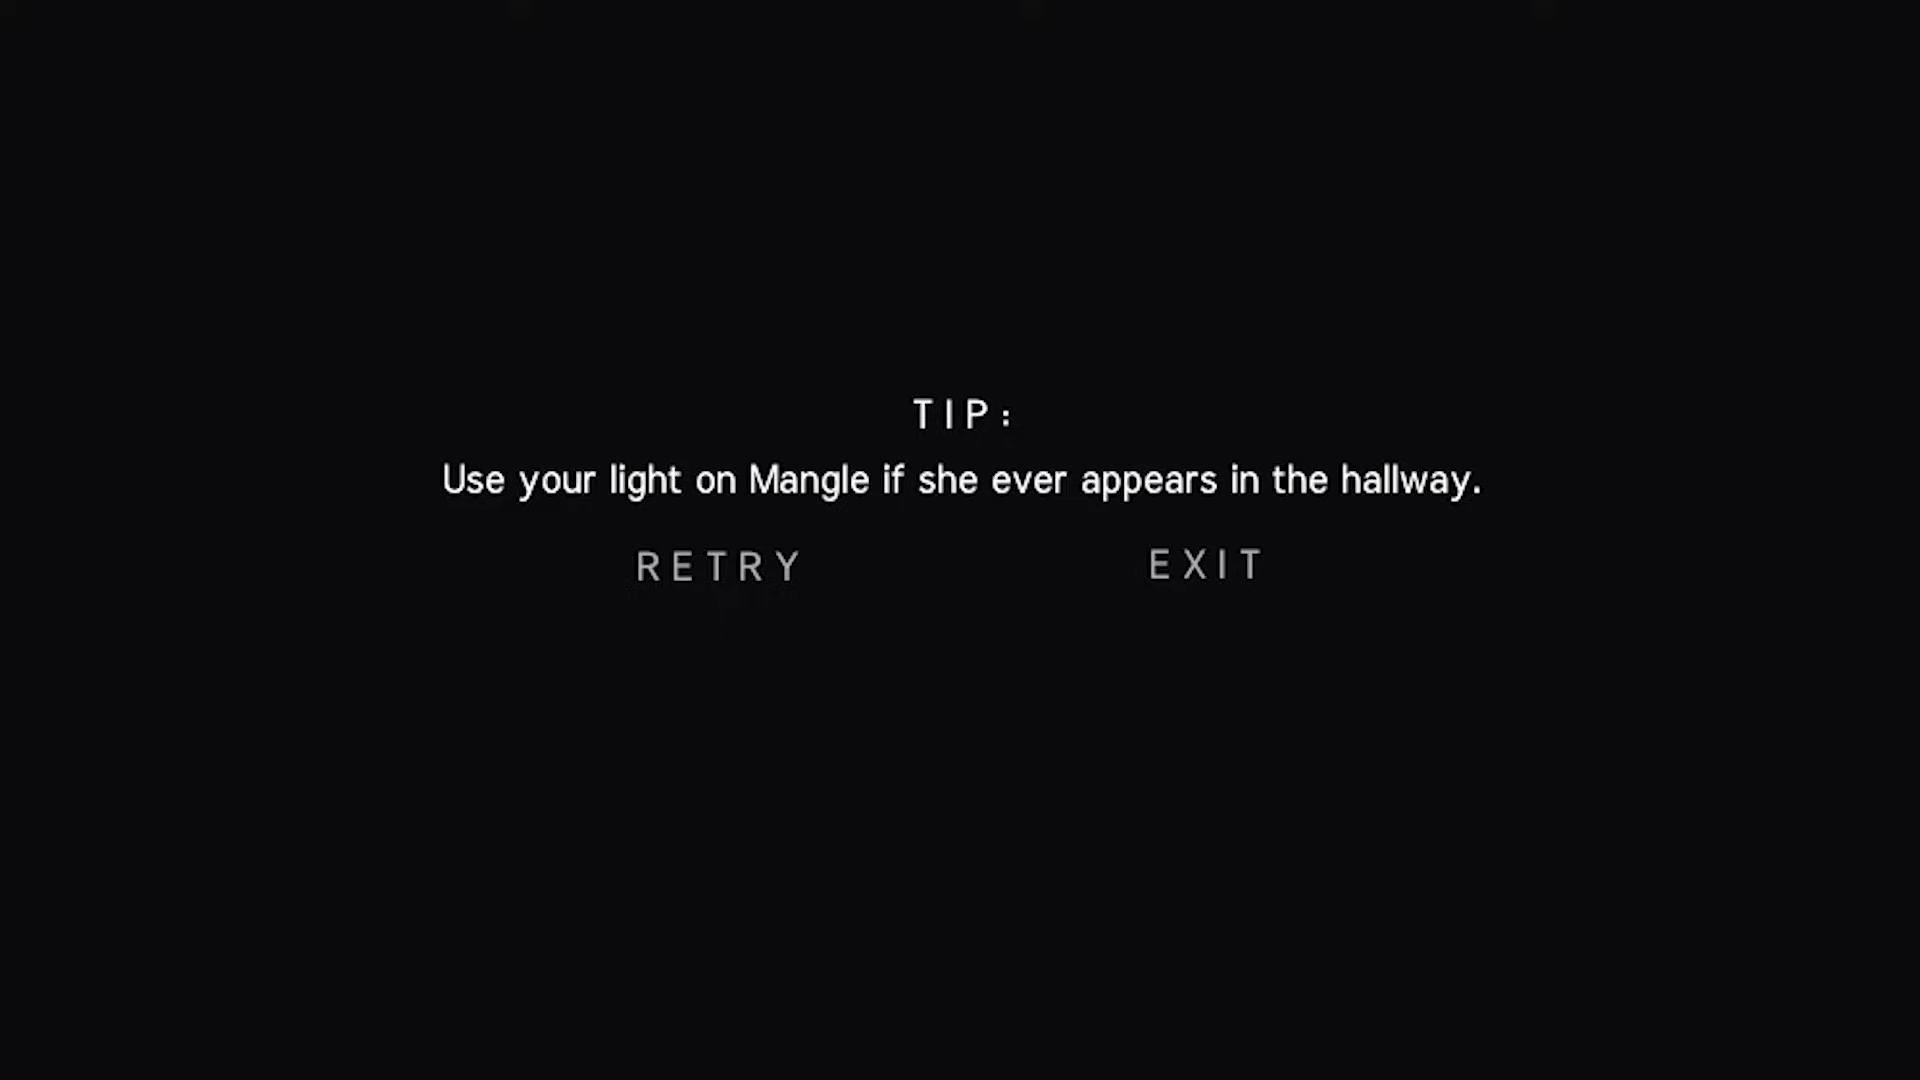 TIP:
Use your light on Mangle if she ever appears in the hallway.
RETRY EXIT